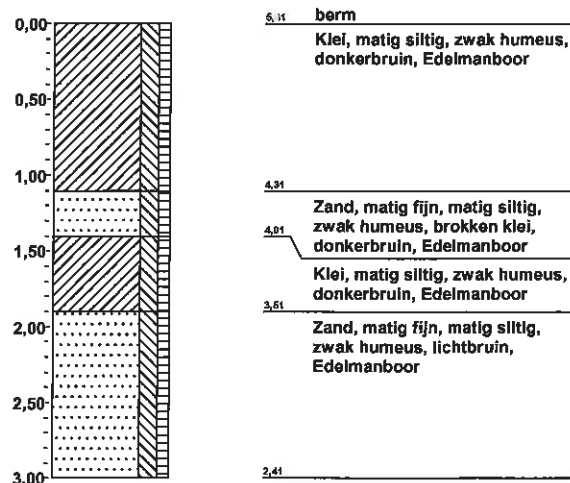 0,00
0,50
1,00
1,50
2,00
2,50
3,00
5,41 berm
Klei, matig siltig, zwak humeus,
donkerbruin, Edelmanboor
4,31
Zand, matig fijn, matig siltig,
zwak humeus, brokken klei,
4,01
donkerbruin, Edelmanboor
Klei, matig siltig, zwak humeus,
donkerbruin, Edelmanboor
3,51
Zand, matig fijn, matig siltig,
zwak humeus, lichtbruin,
Edelmanboor
2,41